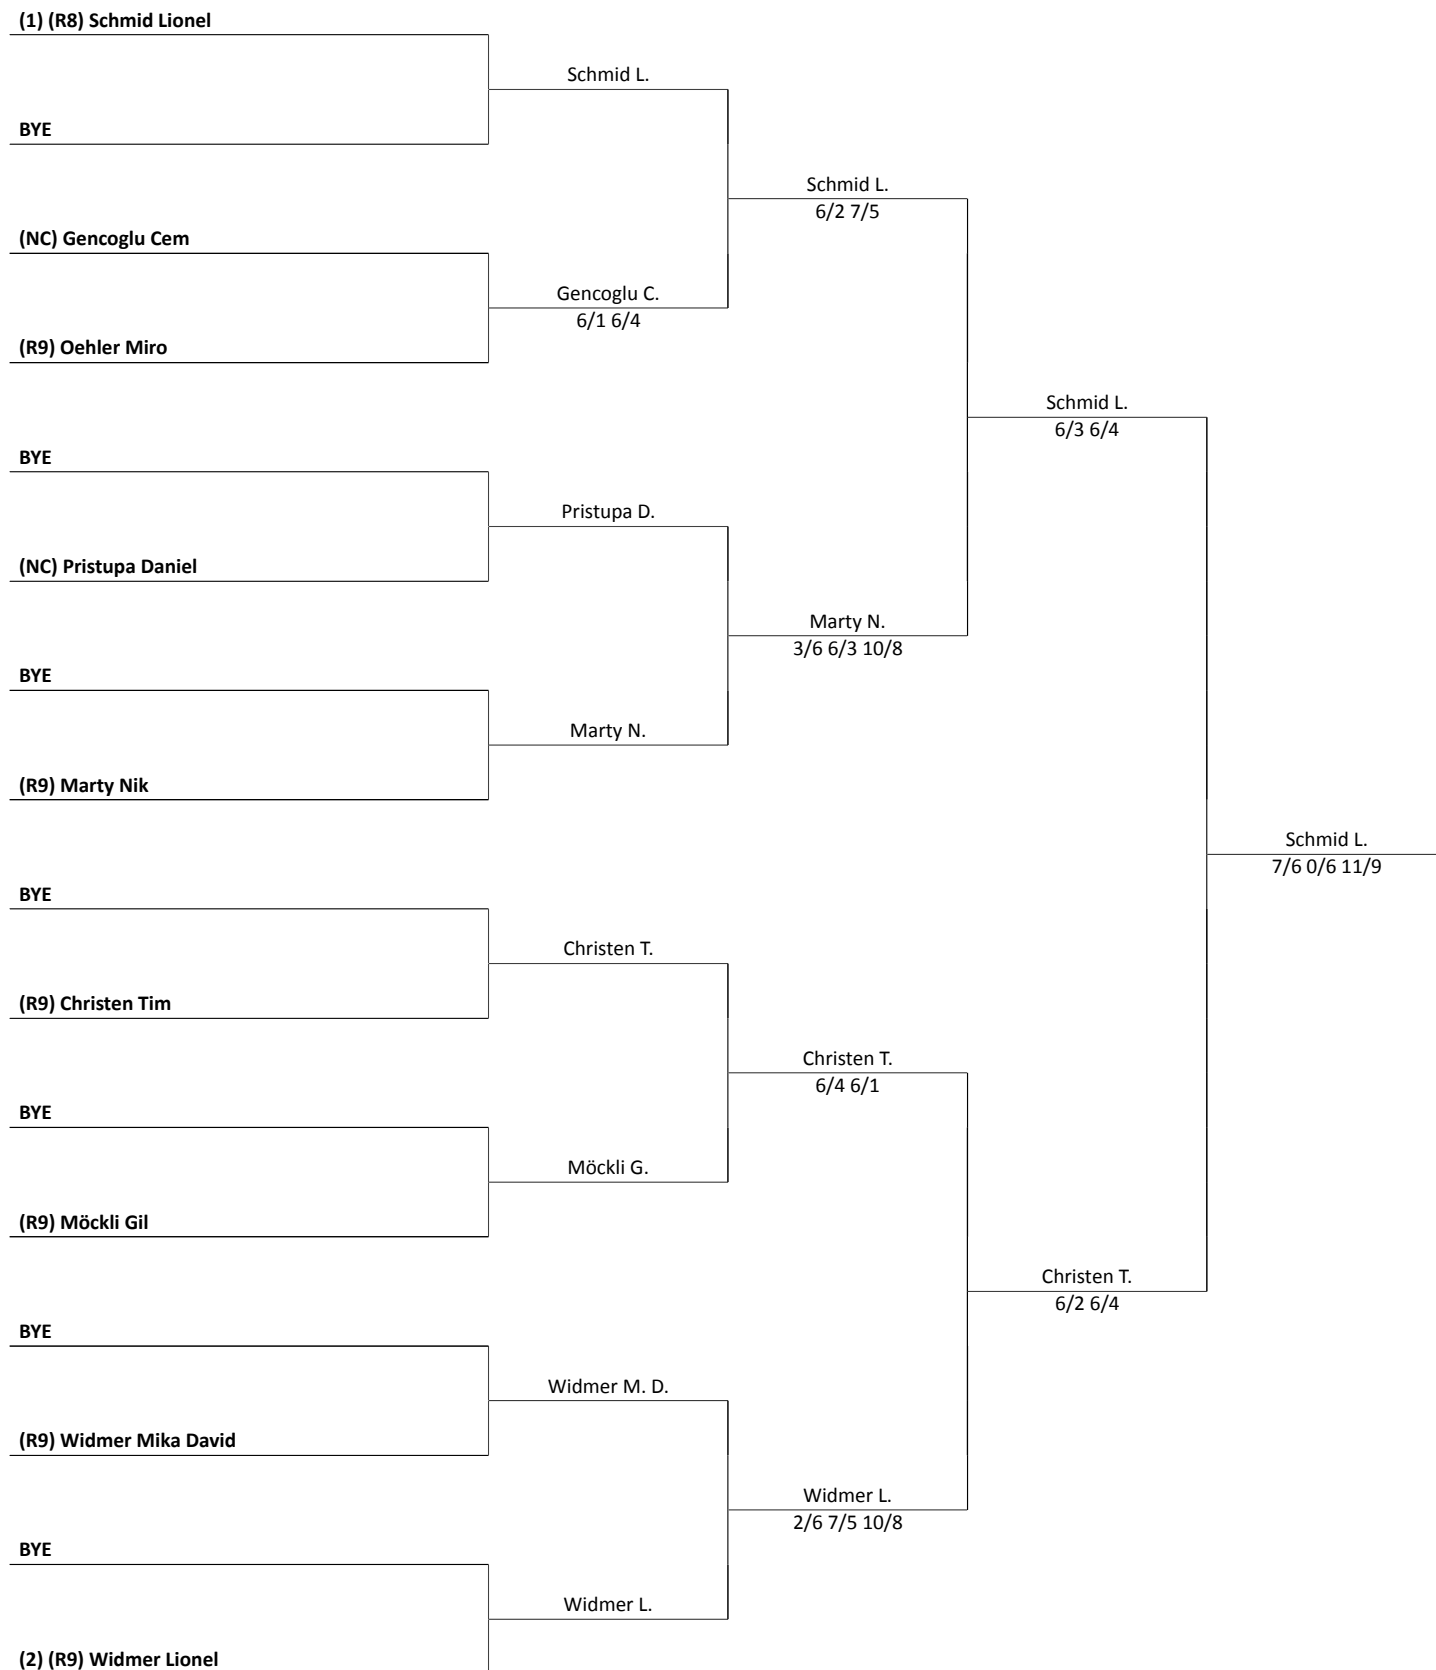 (1) (R8) Schmid Lionel
Schmid L.
BYE
Schmid L.
6/2 7/5
(NC) Gencoglu Cem
Gencoglu C.
6/1 6/4
(R9) Oehler Miro
Schmid L.
6/3 6/4
BYE
Pristupa D.
(NC) Pristupa Daniel
Marty N.
3/6 6/3 10/8
BYE
Marty N.
(R9) Marty Nik
Schmid L.
7/6 0/6 11/9
BYE
Christen T.
(R9) Christen Tim
Christen T.
6/4 6/1
BYE
Möckli G.
(R9) Möckli Gil
Christen T.
6/2 6/4
BYE
Widmer M. D.
(R9) Widmer Mika David
Widmer L.
2/6 7/5 10/8
BYE
Widmer L.
(2) (R9) Widmer Lionel